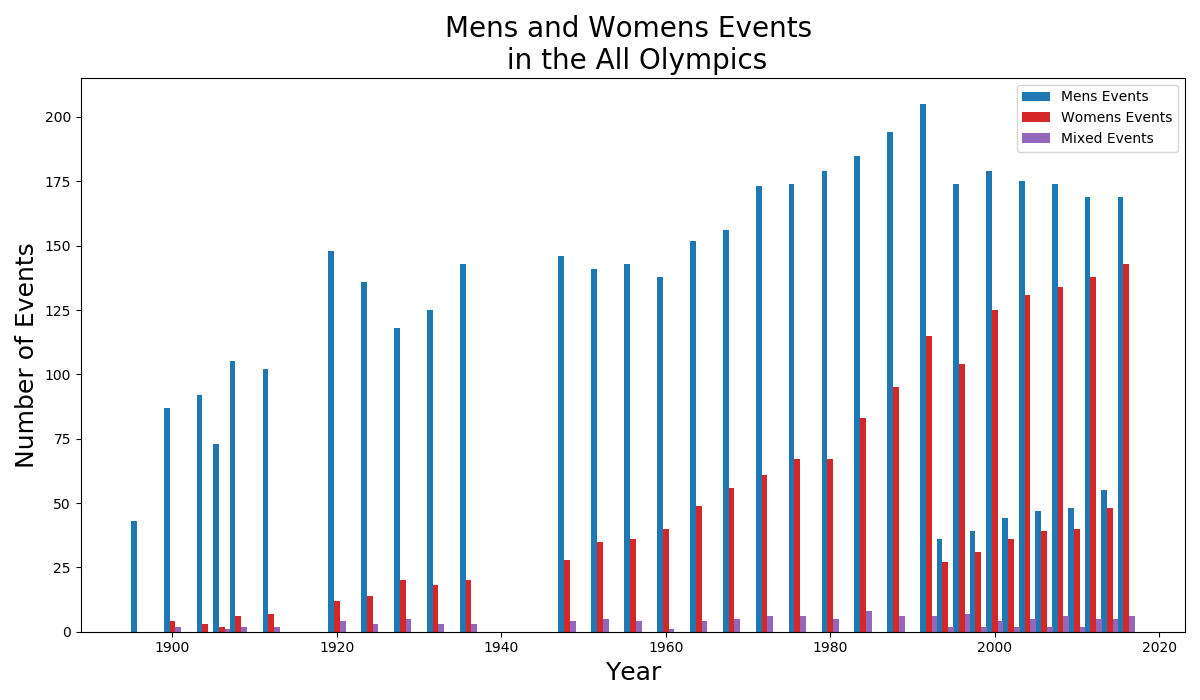 Mens and Womens Events
in the All Olympics
Mens Events
Womens Events
Mixed Events
Number of Events
200
175
150
125
100
75
50
25
0
1900 1920 1940 1960 1980 2000 2020
Year